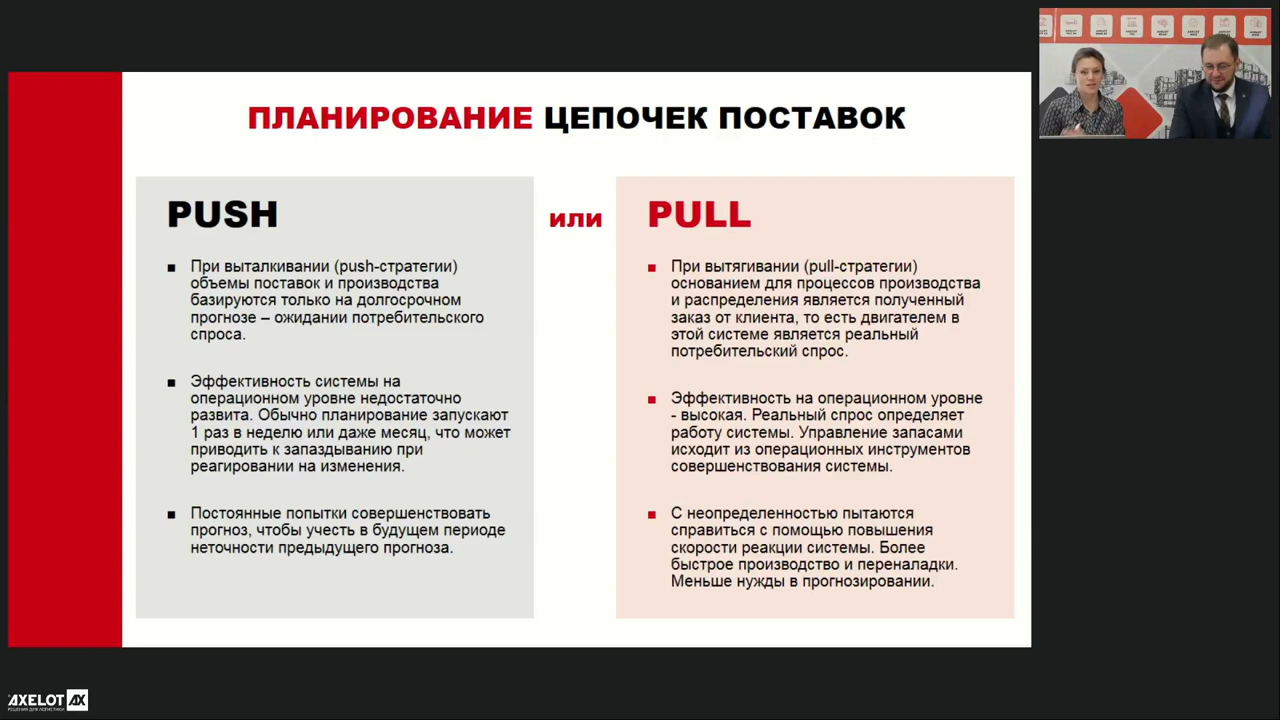 ПЛАНИРОВАНИЕ ЦЕПОЧЕК ПОСТАВОК
PUSH
■ При выталкивании (push-стратегии)
объемы поставок и производства
базируются только на долгосрочном
прогнозе – ожидании потребительского
спроса.
■ Эффективность системы на
операционном уровне недостаточно
развита. Обычно планирование запускают
1 раз в неделю или даже месяц, что может
приводить к запаздыванию при
реагировании на изменения.
■ Постоянные попытки совершенствовать
прогноз, чтобы учесть в будущем периоде
неточности предыдущего прогноза.
или
PULL
■ При вытягивании (pull-стратегии)
основанием для процессов производства
и распределения является полученный
заказ от клиента, то есть двигателем в
этой системе является реальный
потребительский спрос.
■ Эффективность на операционном уровне
- высокая. Реальный спрос определяет
работу системы. Управление запасами
исходит из операционных инструментов
совершенствования системы.
■ С неопределенностью пытаются
справиться с помощью повышения
скорости реакции системы. Более
быстрое производство и переналадки.
Меньше нужды в прогнозировании.
AXELOT AX
РЕШЕНИЯ ДЛЯ ЛОГИСТИКИ